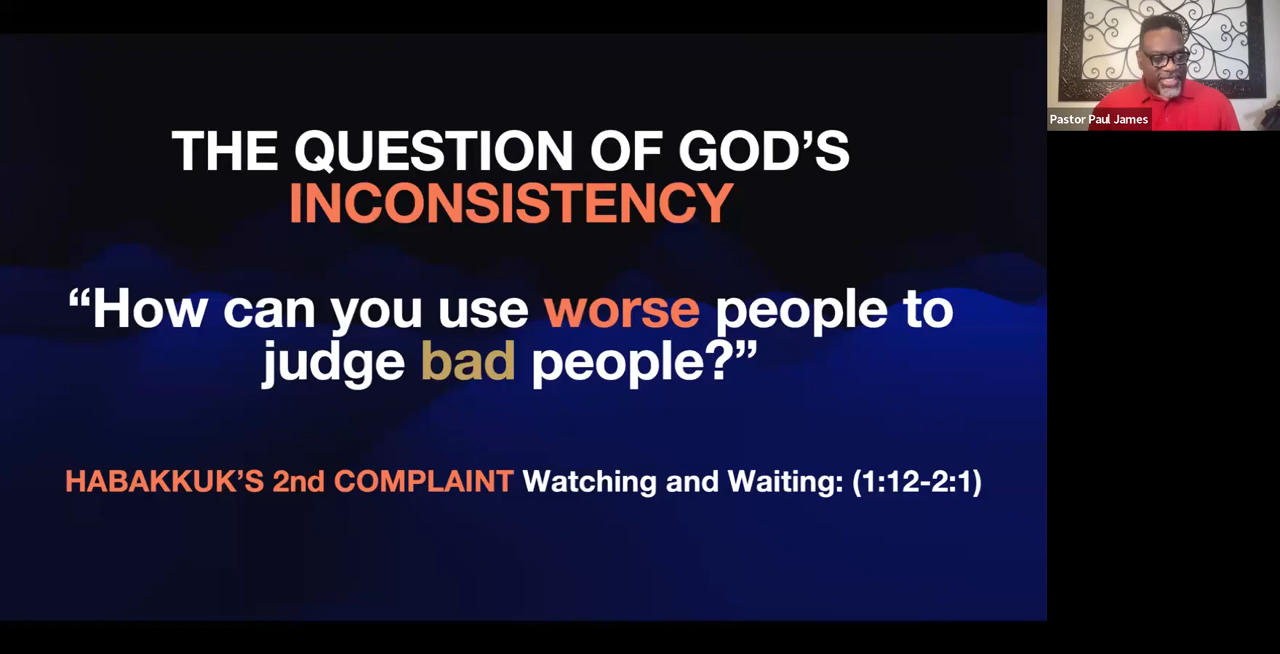 THE QUESTION OF GOD’S
INCONSISTENCY
“How can you use worse people to
judge bad people?”
HABAKKUK’S 2nd COMPLAINT Watching and Waiting: (1:12-2:1)
Pastor Paul James